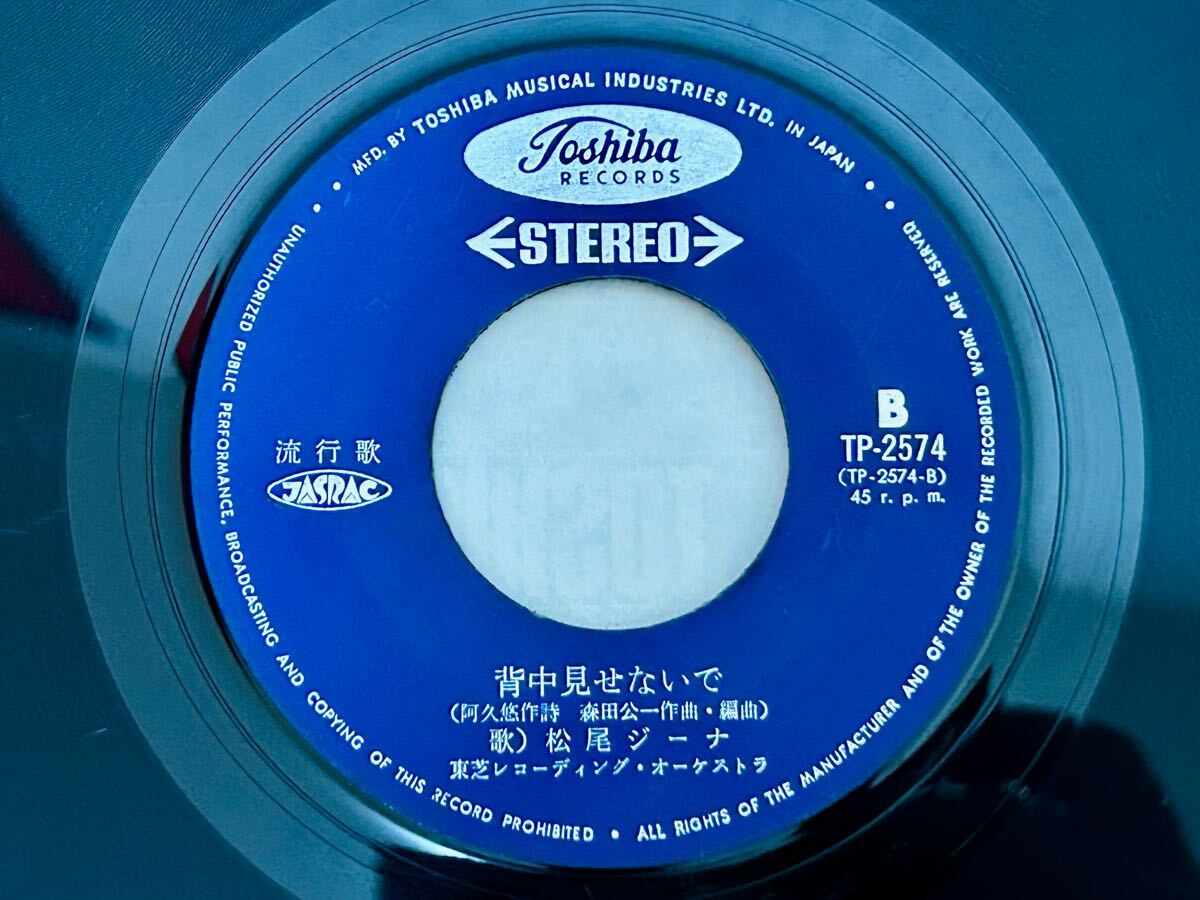 MFD. BY TOSHIBA MUSICAL INDUSTRIES LTD. IN JAPAN
Toshiba
RECORDS
STEREO
流行歌
JASRAC
B
TP-2574
(TP-2574-B)
45 r. p. m.
背中見せないで
(阿久悠作詩 森田公一作曲・編曲)
歌) 松尾ジーナ
東芝レコーディング・オーケストラ
UNAUTHORIZED PUBLIC PERFORMANCE, BROADCASTING AND COPYING OF THIS RECORD PROHIBITED • ALL RIGHTS OF THE MANUFACTURER AND OF THE OWNER OF THE RECORDED WORK ARE RESERVED